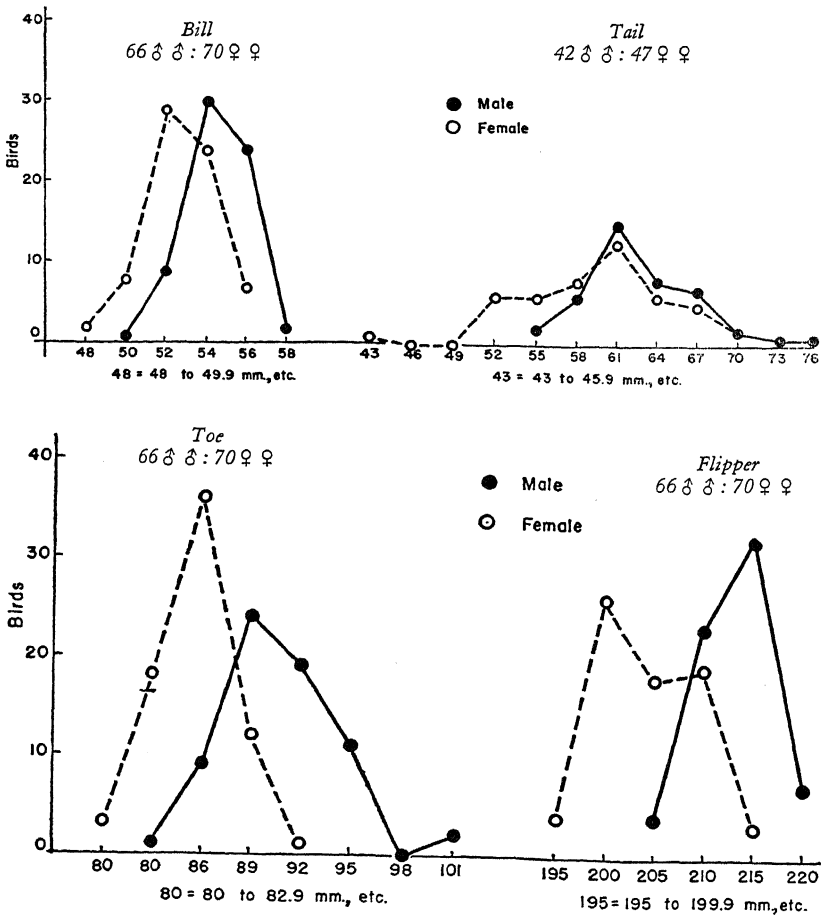 Bill
66 ♂ ♂ : 70 ♀ ♀
Tail
42 ♂ ♂ : 47 ♀ ♀
Male
Female
Birds
40
30
20
10
0
48 50 52 54 56 58 43 46 49 52 55 58 61 64 67 70 73 76
48 = 48 to 49.9 mm., etc.
43 = 43 to 45.9 mm., etc.
Toe
66 ♂ ♂ : 70 ♀ ♀
Flipper
66 ♂ ♂ : 70 ♀ ♀
Male
Female
Birds
40
30
20
10
0
80 80 86 89 92 95 98 101 195 200 205 210 215 220
80 = 80 to 82.9 mm., etc.
195 = 195 to 199.9 mm., etc.